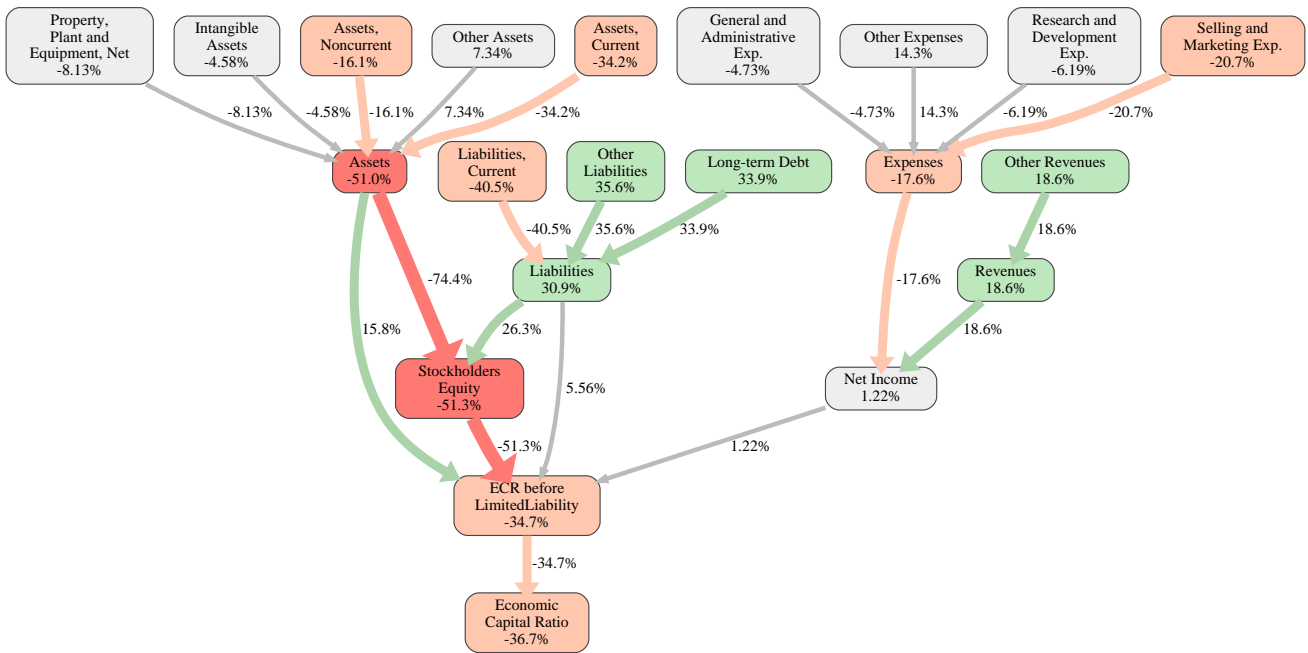 Property,
Plant and
Equipment, Net
-8.13%
Intangible
Assets
-4.58%
Assets,
Noncurrent
-16.1%
Other Assets
7.34%
Assets,
Current
-34.2%
General and
Administrative
Exp.
-4.73%
Other Expenses
14.3%
Research and
Development
Exp.
-6.19%
Selling and
Marketing Exp.
-20.7%
-8.13%
-4.58%
-16.1%
7.34%
-34.2%
-4.73%
14.3%
-6.19%
-20.7%
Assets
-51.0%
Liabilities,
Current
-40.5%
Other
Liabilities
35.6%
Long-term Debt
33.9%
Expenses
-17.6%
Other Revenues
18.6%
-40.5%
35.6%
33.9%
18.6%
-74.4%
Liabilities
30.9%
-17.6%
Revenues
18.6%
15.8%
26.3%
18.6%
Stockholders
Equity
-51.3%
5.56%
Net Income
1.22%
-51.3%
1.22%
ECR before
LimitedLiability
-34.7%
-34.7%
Economic
Capital Ratio
-36.7%